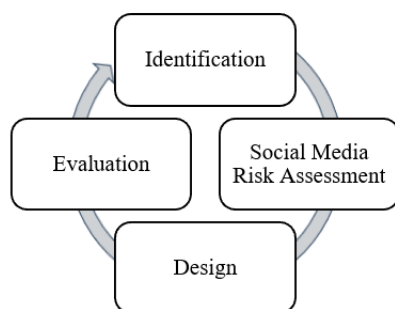 Identification
Social Media
Risk Assessment
Design
Evaluation